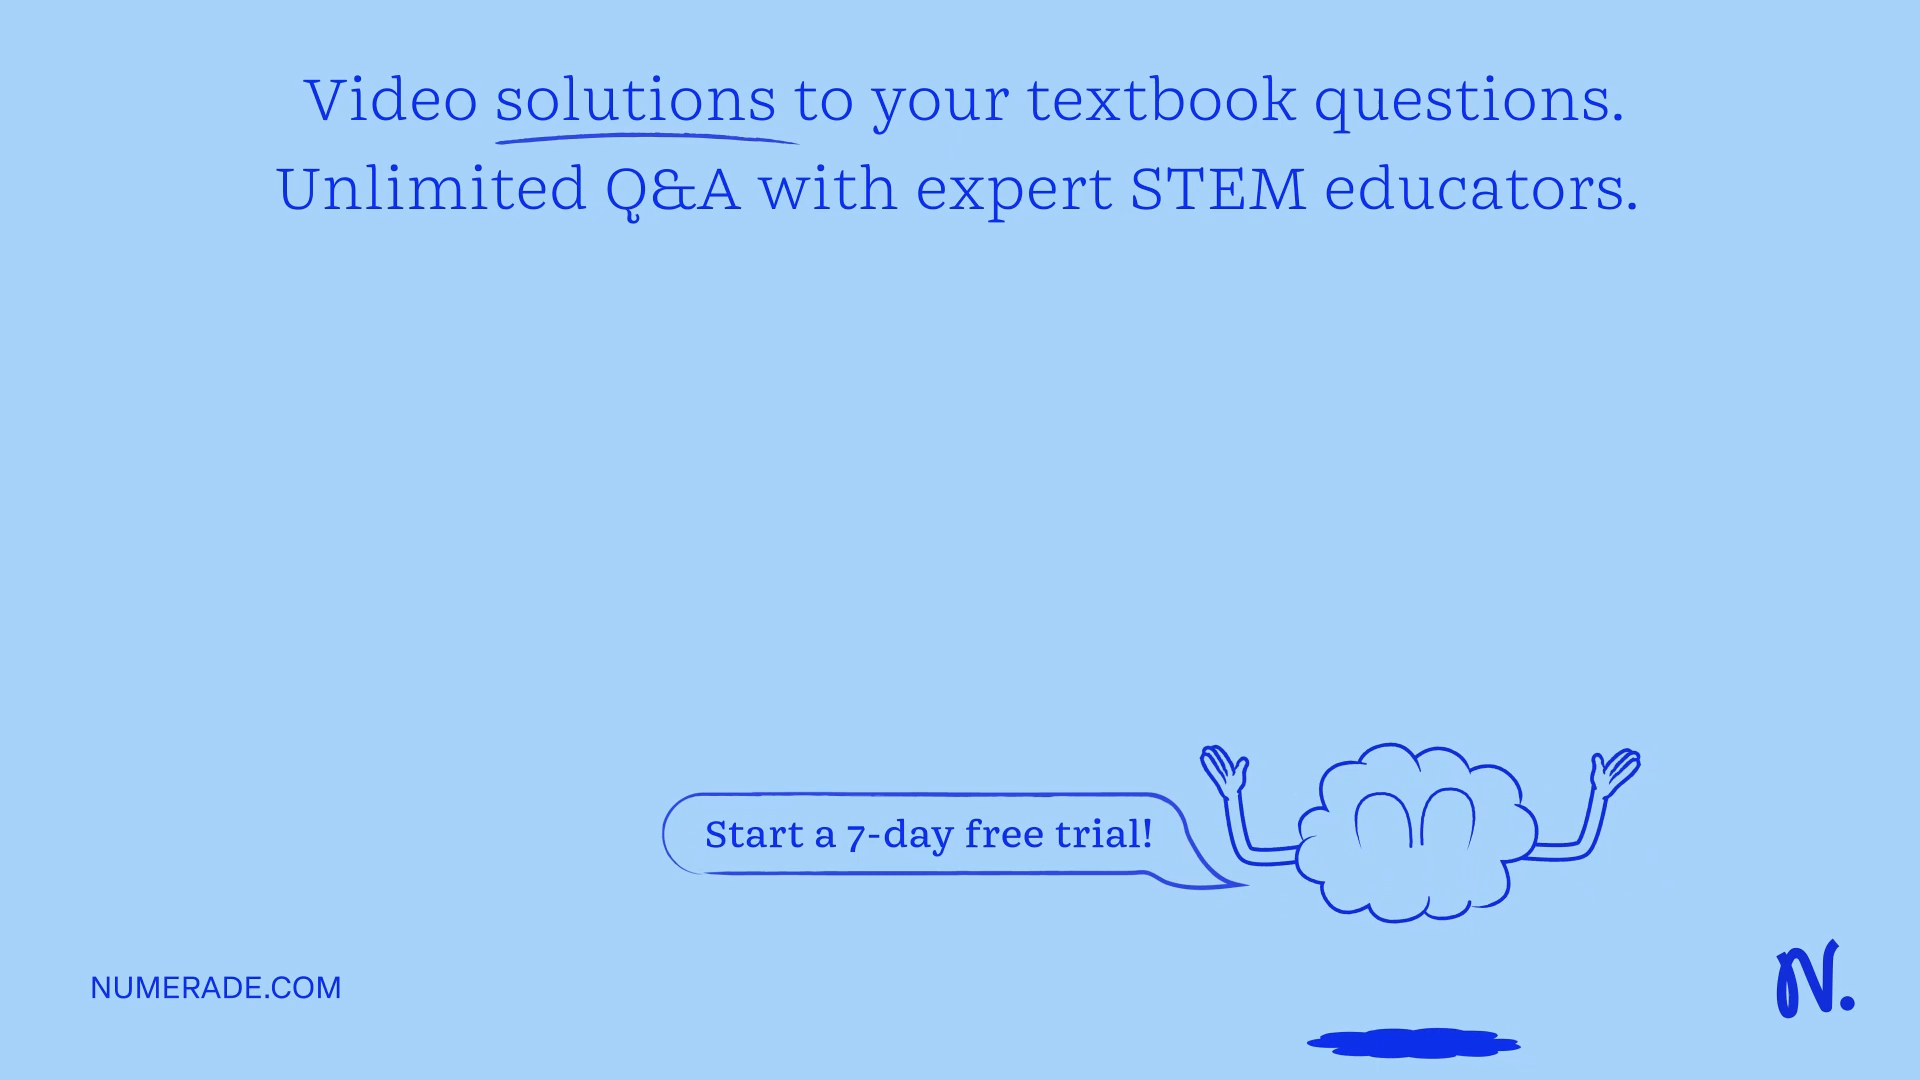 Video solutions to your textbook questions.
Unlimited Q&A with expert STEM educators.
Start a 7-day free trial!
NUMERADE.COM
N.